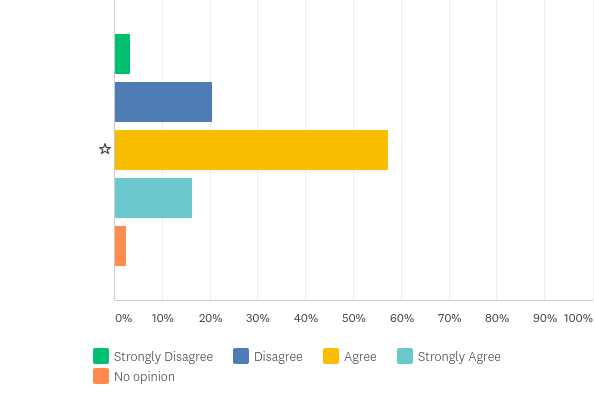 0% 10% 20% 30% 40% 50% 60% 70% 80% 90% 100%
Strongly Disagree Disagree Agree Strongly Agree
No opinion